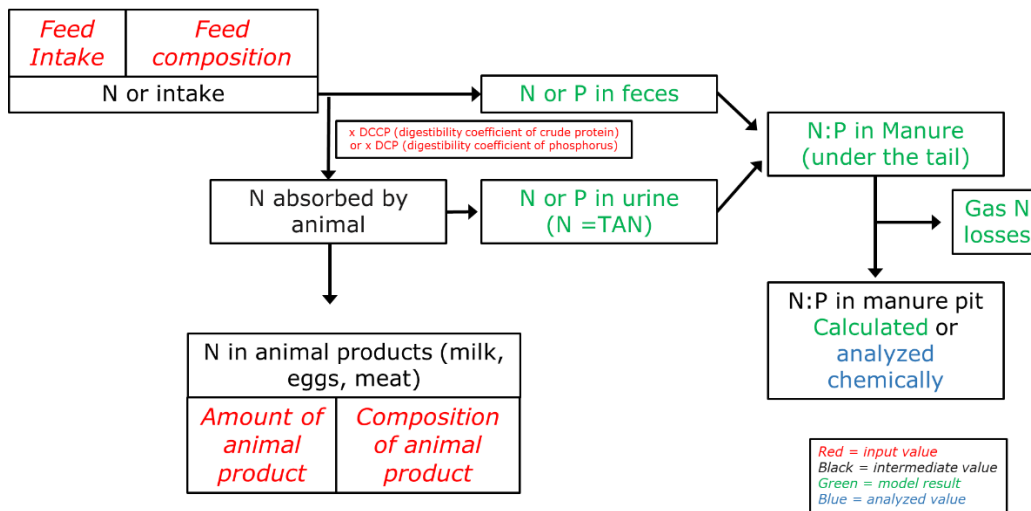 Feed
Intake
Feed
composition
N or intake
N or P in feces
x DCCP (digestibility coefficient of crude protein)
or x DCP (digestibility coefficient of phosphorus)
N:P in Manure
(under the tail)
N absorbed by
animal
N or P in urine
(N =TAN)
Gas N
losses
N:P in manure pit
Calculated or
analyzed
chemically
N in animal products (milk,
eggs, meat)
Amount of
animal
product
Composition
of animal
product
Red = input value
Black = intermediate value
Green = model result
Blue = analyzed value